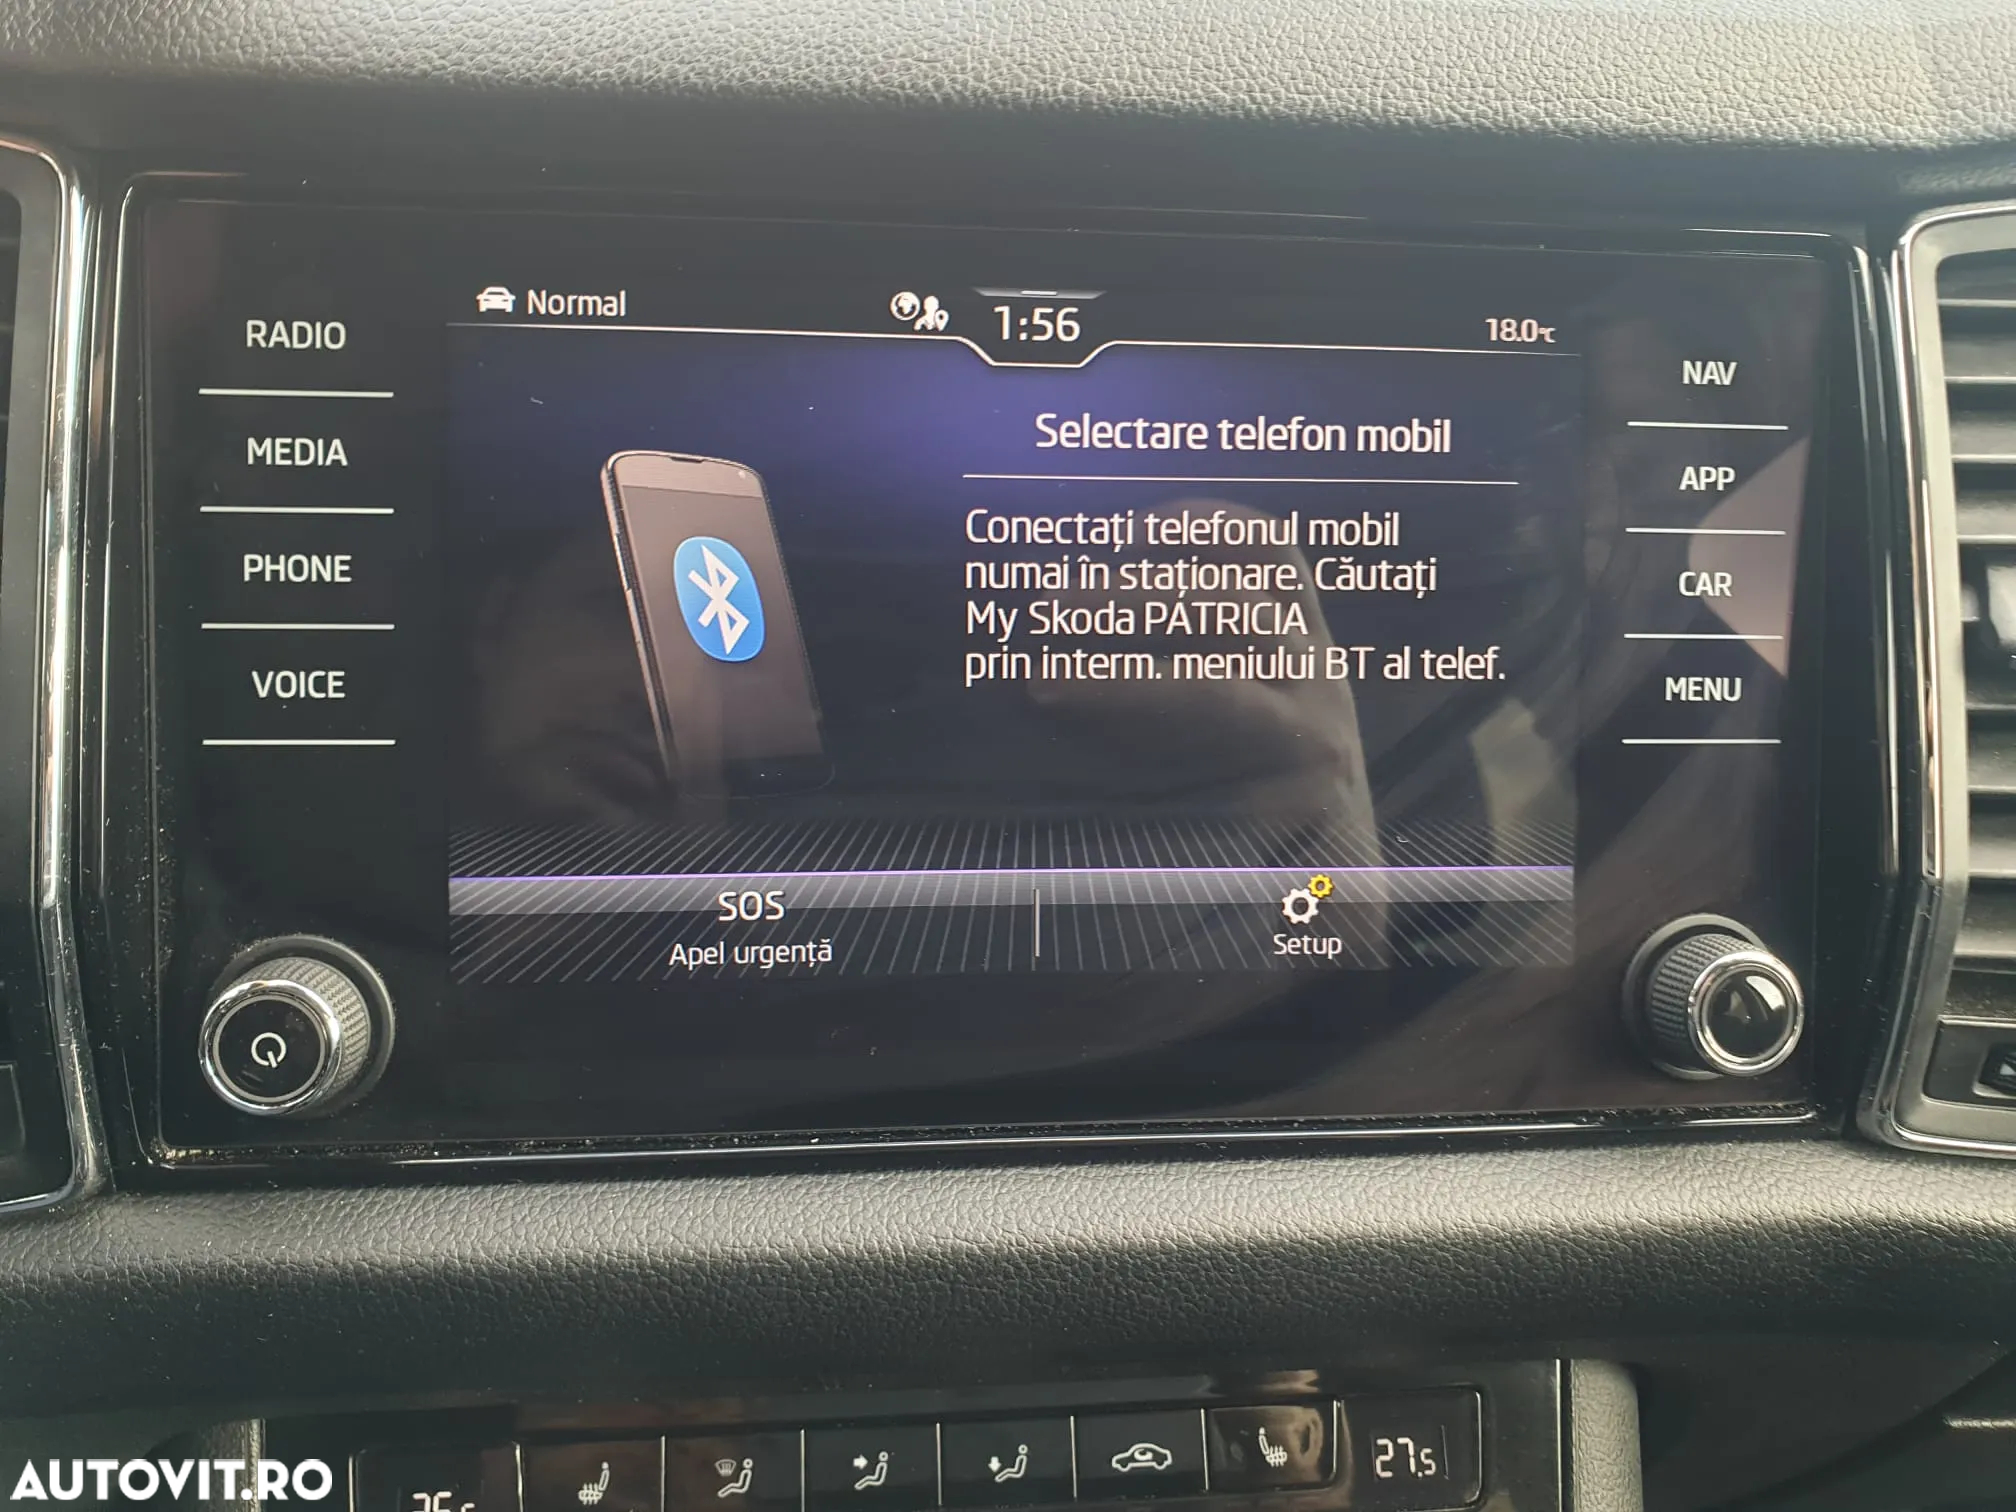 Normal
1:56
18.0°C
RADIO
MEDIA
PHONE
VOICE
NAV
APP
CAR
MENU
Selectare telefon mobil
Conectați telefonul mobil
numai în staționare. Căutați
My Skoda PATRICIA
prin interm. meniului BT al telef.
SOS
Apel urgență
Setup
27.5
AUTOVIT.RO